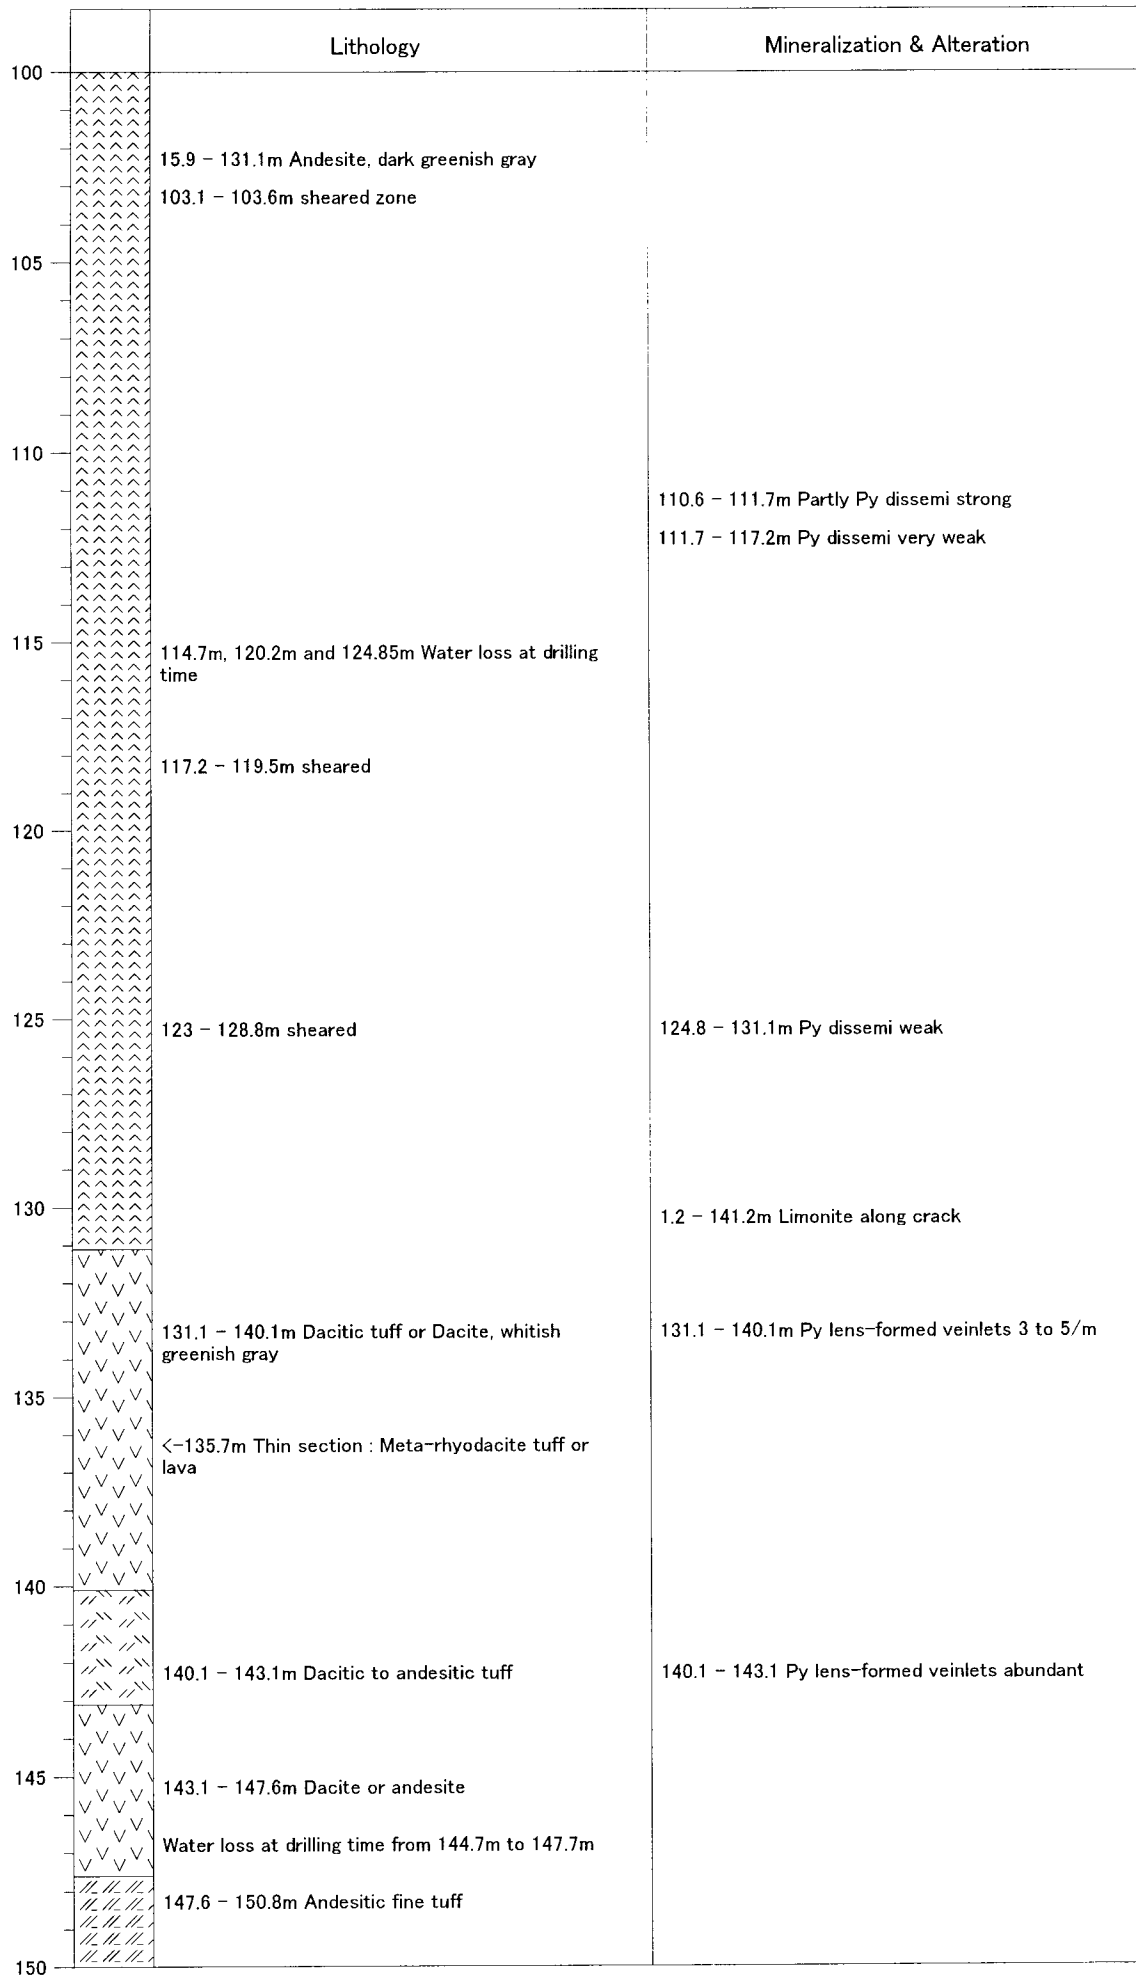 Lithology
Mineralization & Alteration
100
15.9 - 131.1m Andesite, dark greenish gray
103.1 - 103.6m sheared zone
105
110
110.6 - 111.7m Partly Py dissemi strong
111.7 - 117.2m Py dissemi very weak
115
114.7m, 120.2m and 124.85m Water loss at drilling
time
117.2 - 119.5m sheared
120
125
123 - 128.8m sheared
124.8 - 131.1m Py dissemi weak
130
1.2 - 141.2m Limonite along crack
131.1 - 140.1m Dacitic tuff or Dacite, whitish
greenish gray
131.1 - 140.1m Py lens-formed veinlets 3 to 5/m
135
<-135.7m Thin section : Meta-rhyodacite tuff or
lava
140
140.1 - 143.1m Dacitic to andesitic tuff
140.1 - 143.1 Py lens-formed veinlets abundant
145
143.1 - 147.6m Dacite or andesite
Water loss at drilling time from 144.7m to 147.7m
147.6 - 150.8m Andesitic fine tuff
150